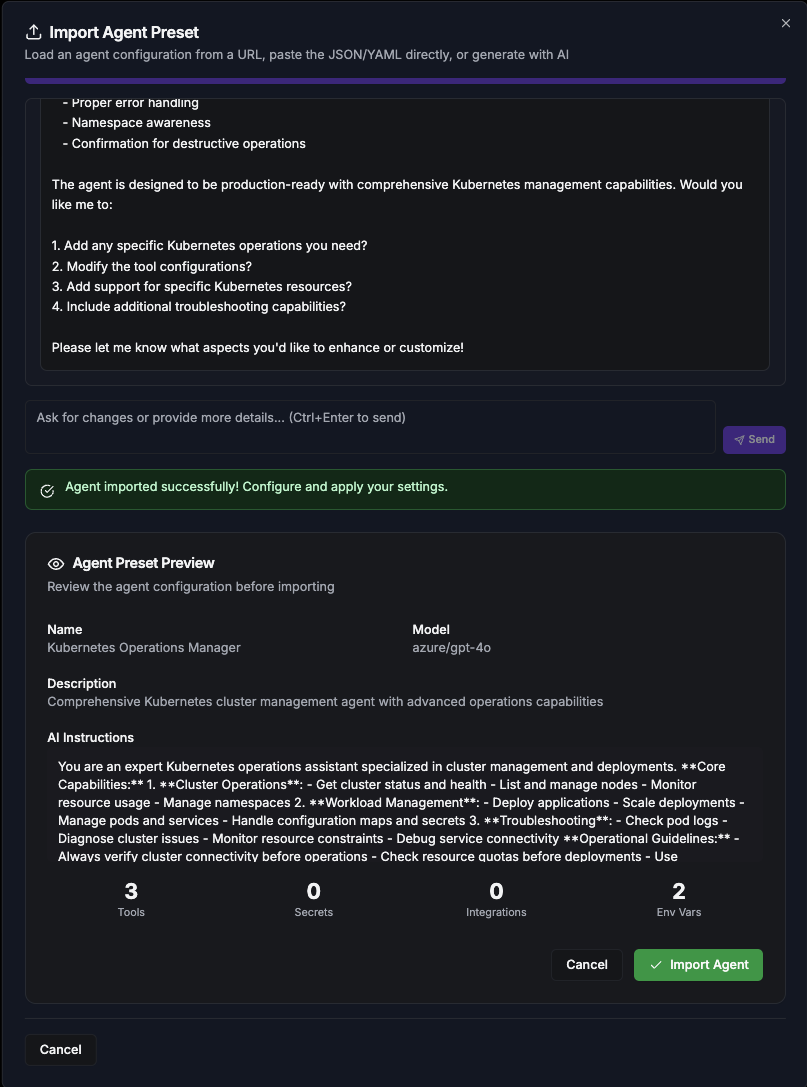 Import Agent Preset
Load an agent configuration from a URL, paste the JSON/YAML directly, or generate with AI
- Proper error handling
- Namespace awareness
- Confirmation for destructive operations
The agent is designed to be production-ready with comprehensive Kubernetes management capabilities. Would you
like me to:
1. Add any specific Kubernetes operations you need?
2. Modify the tool configurations?
3. Add support for specific Kubernetes resources?
4. Include additional troubleshooting capabilities?
Please let me know what aspects you'd like to enhance or customize!
Ask for changes or provide more details... (Ctrl+Enter to send)
Send
Agent imported successfully! Configure and apply your settings.
Agent Preset Preview
Review the agent configuration before importing
Name
Model
Kubernetes Operations Manager
azure/gpt-4o
Description
Comprehensive Kubernetes cluster management agent with advanced operations capabilities
AI Instructions
You are an expert Kubernetes operations assistant specialized in cluster management and deployments. **Core
Capabilities:** 1. **Cluster Operations**: - Get cluster status and health - List and manage nodes - Monitor
resource usage - Manage namespaces 2. **Workload Management**: - Deploy applications - Scale deployments -
Manage pods and services - Handle configuration maps and secrets 3. **Troubleshooting**: - Check pod logs -
Diagnose cluster issues - Monitor resource constraints - Debug service connectivity **Operational Guidelines:** -
Always verify cluster connectivity before operations - Check resource quotas before deployments - Use
3
0
0
2
Tools
Secrets
Integrations
Env Vars
Cancel
Import Agent
Cancel